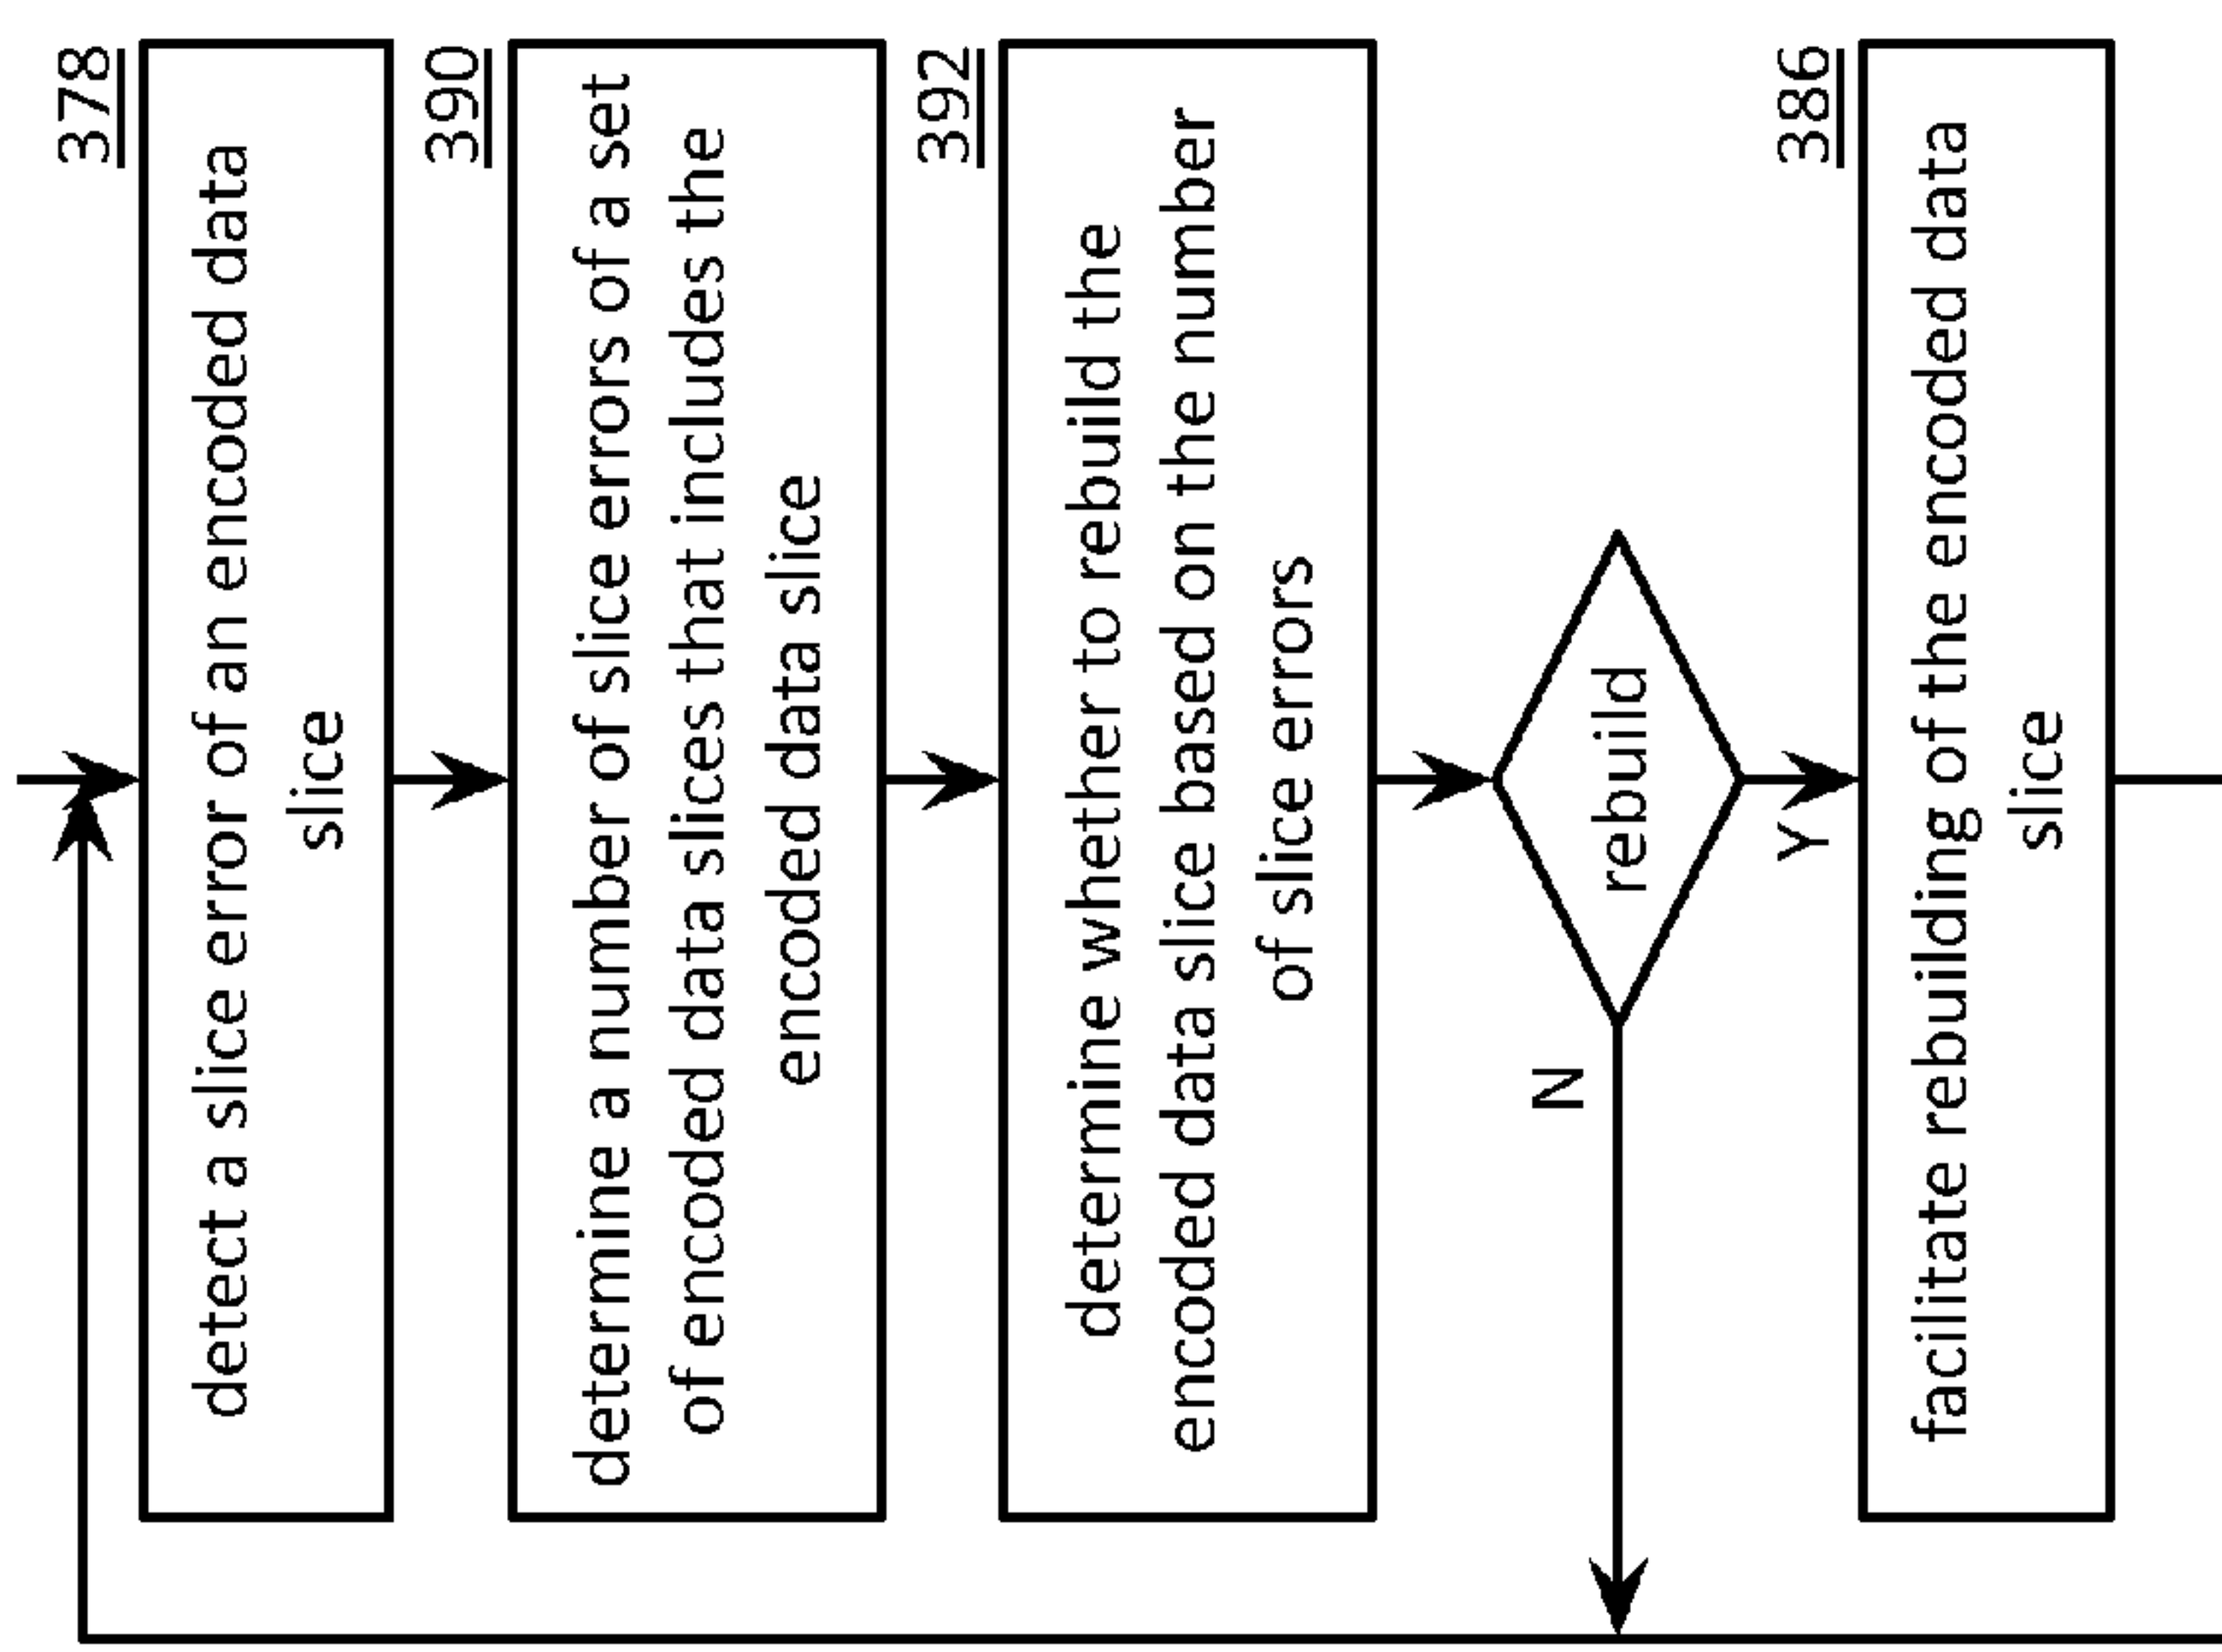 378
detect a slice error of an encoded data
slice
390
determine a number of slice errors of a set
of encoded data slices that includes the
encoded data slice
392
determine whether to rebuild the
encoded data slice based on the number
of slice errors
rebuild
N
Y
386
facilitate rebuilding of the encoded data
slice